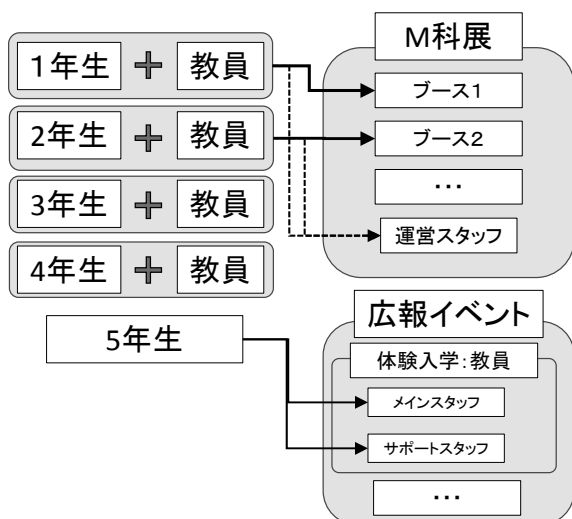 M科展
1年生 + 教員
ブース1
2年生 + 教員
ブース2
3年生 + 教員
・・・
運営スタッフ
4年生 + 教員
広報イベント
5年生
体験入学:教員
メインスタッフ
サポートスタッフ
・・・